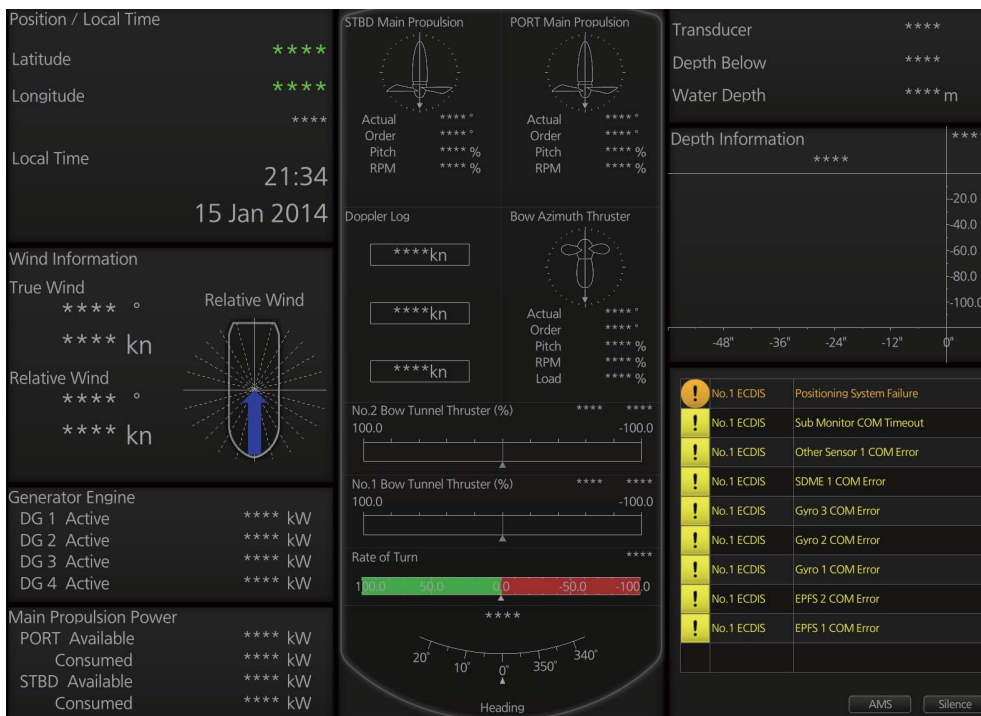 Position / Local Time
Latitude ****
Longitude ****
****
Local Time
21:34
15 Jan 2014
Wind Information
True Wind
**** °
**** kn
Relative Wind
**** °
**** kn
Relative Wind
Generator Engine
DG 1 Active **** kW
DG 2 Active **** kW
DG 3 Active **** kW
DG 4 Active **** kW
Main Propulsion Power
PORT Available **** kW
Consumed **** kW
STBD Available **** kW
Consumed **** kW
STBD Main Propulsion
Actual **** °
Order **** °
Pitch **** %
RPM **** %
PORT Main Propulsion
Actual **** °
Order **** °
Pitch **** %
RPM **** %
Doppler Log
****kn
****kn
****kn
Bow Azimuth Thruster
Actual **** °
Order **** °
Pitch **** %
RPM **** %
Load **** %
No.2 Bow Tunnel Thruster (%) **** ****
100.0 -100.0
No.1 Bow Tunnel Thruster (%) **** ****
100.0 -100.0
Rate of Turn ****
100.0 50.0 0.0 -50.0 -100.0
****
20° 10° 0° 350° 340°
Heading
Transducer ****
Depth Below ****
Water Depth **** m
Depth Information ***
****
-20.0
-40.0
-60.0
-80.0
-100.0
-48" -36" -24" -12" 0"
! No.1 ECDIS Positioning System Failure
! No.1 ECDIS Sub Monitor COM Timeout
! No.1 ECDIS Other Sensor 1 COM Error
! No.1 ECDIS SDME 1 COM Error
! No.1 ECDIS Gyro 3 COM Error
! No.1 ECDIS Gyro 2 COM Error
! No.1 ECDIS Gyro 1 COM Error
! No.1 ECDIS EPFS 2 COM Error
! No.1 ECDIS EPFS 1 COM Error
AMS Silence